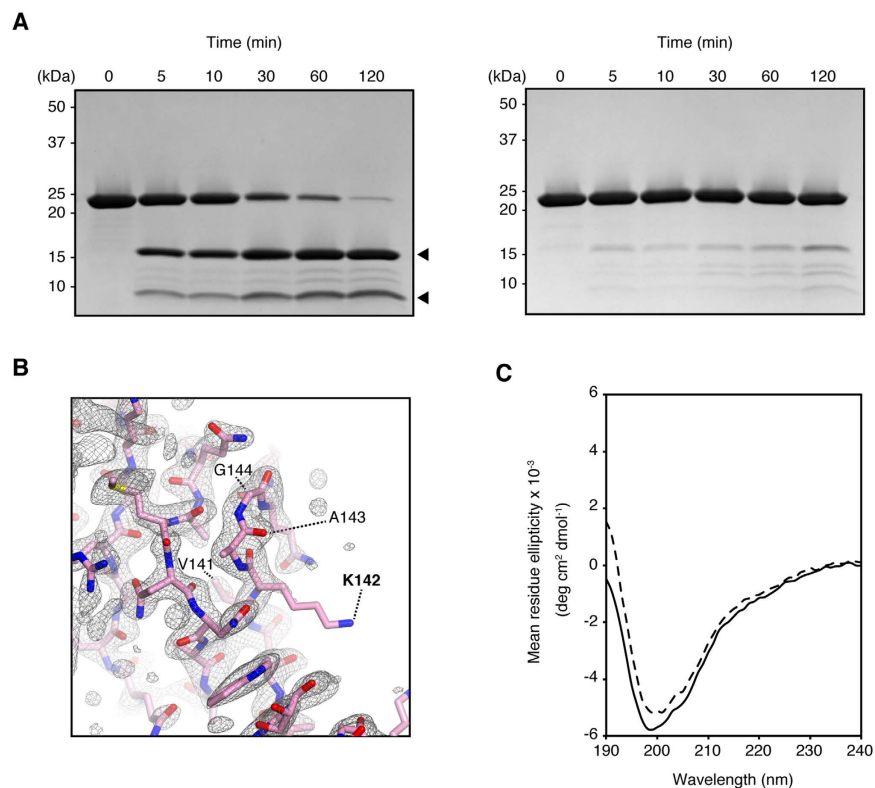 A
Time (min)
(kDa) 0 5 10 30 60 120
50
37
25
20
15
10
Time (min)
(kDa) 0 5 10 30 60 120
50
37
25
20
15
10
B
G144
A143
V141
K142
C
Mean residue ellipticity x 10⁻³
(deg cm² dmol⁻¹)
6
4
2
0
-2
-4
-6
190 200 210 220 230 240
Wavelength (nm)